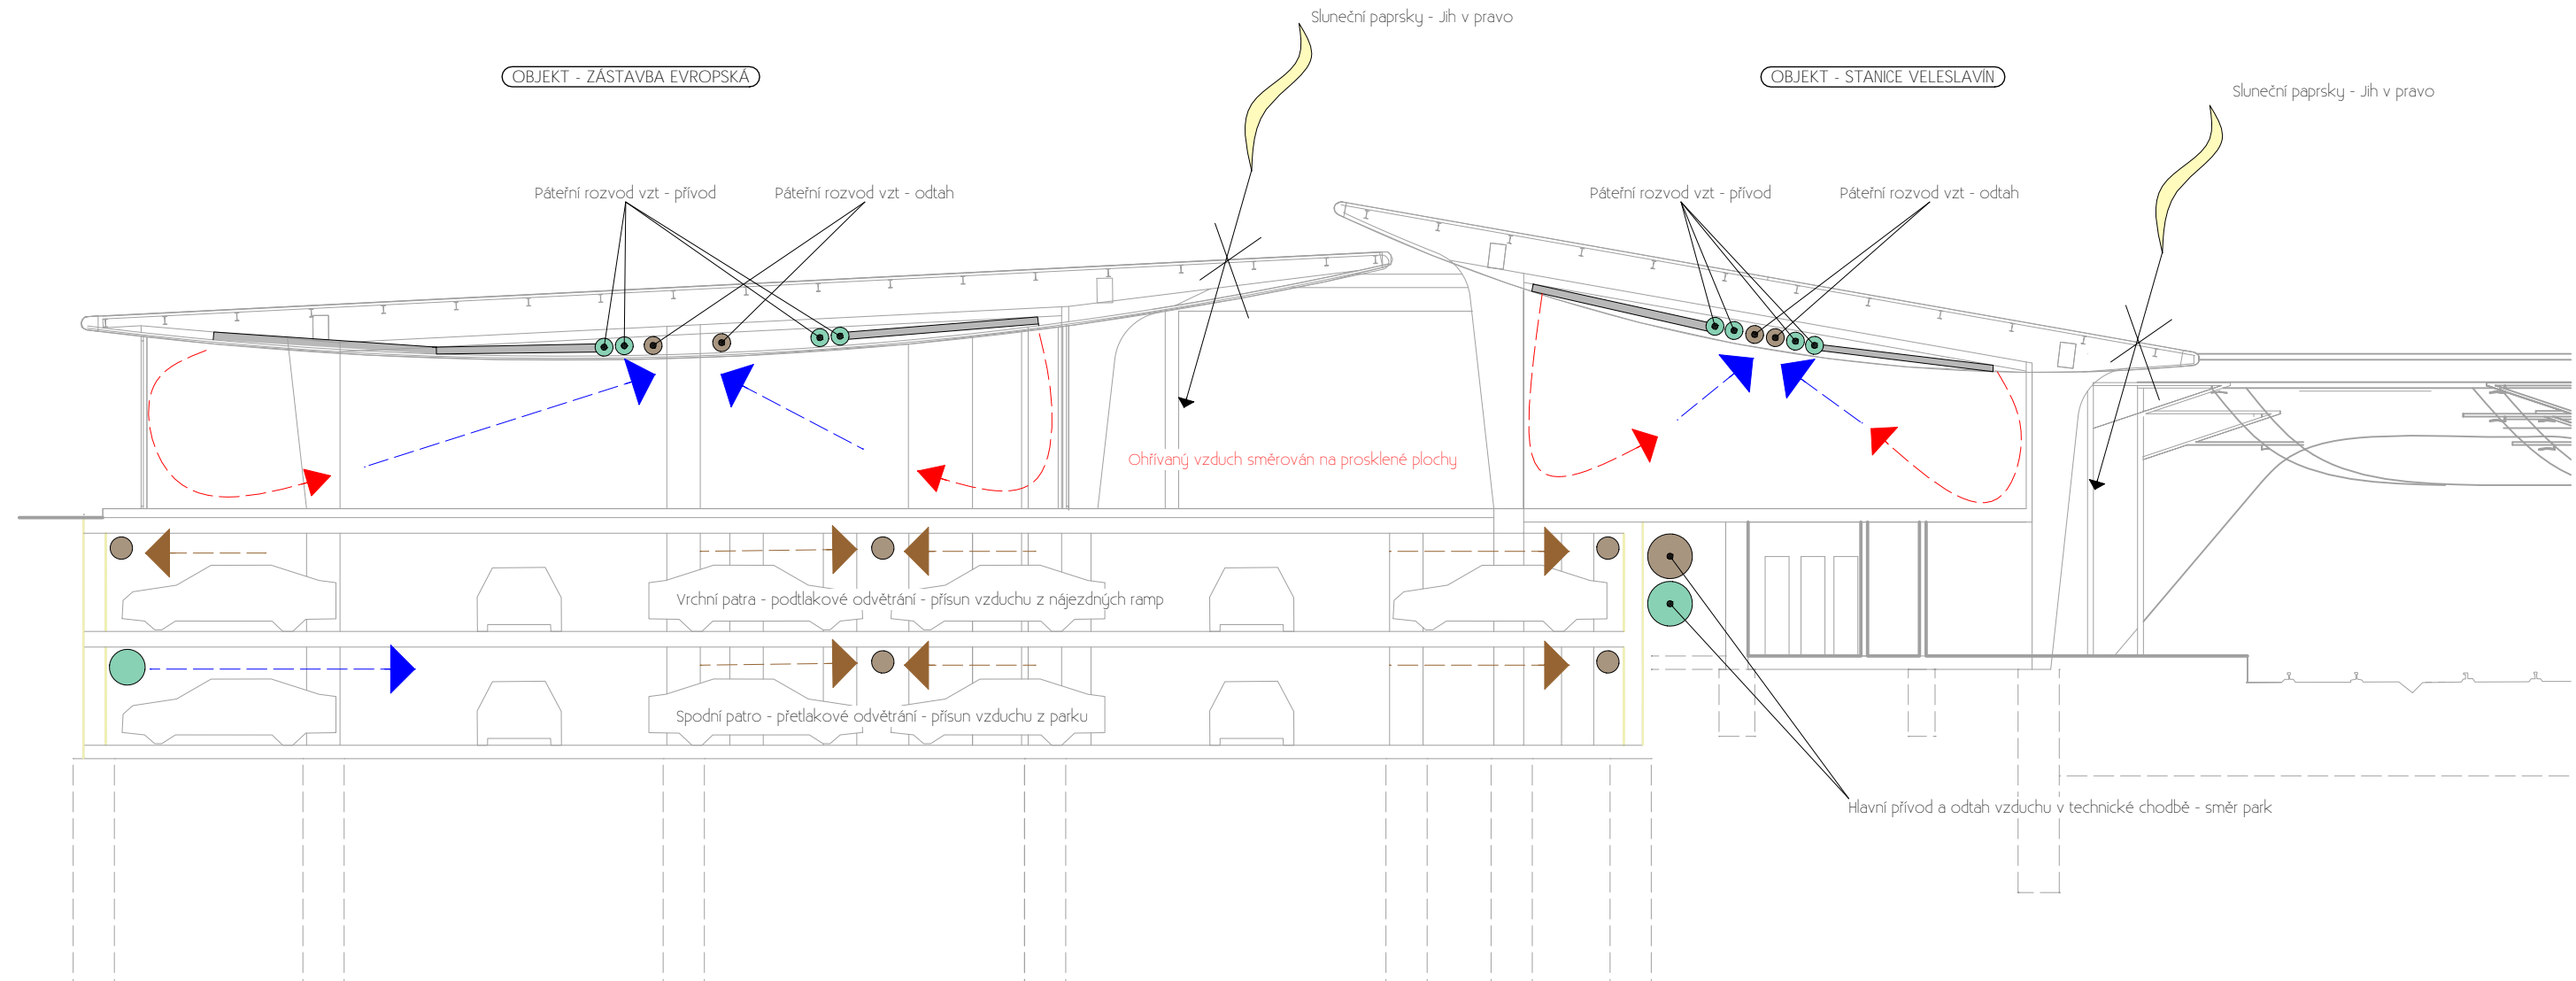 Sluneční paprsky - Jih v pravo
OBJEKT - ZÁSTAVBA EVROPSKÁ
OBJEKT - STANICE VELESLAVÍN
Sluneční paprsky - Jih v pravo
Páteřní rozvod vzt - přívod
Páteřní rozvod vzt - odtah
Páteřní rozvod vzt - přívod
Páteřní rozvod vzt - odtah
Ohřívaný vzduch směrován na prosklené plochy
Vrchní patra - podtlakové odvětrání - přísun vzduchu z nájezdných ramp
Spodní patro - přetlakové odvětrání - přísun vzduchu z parku
Hlavní přívod a odtah vzduchu v technické chodbě - směr park